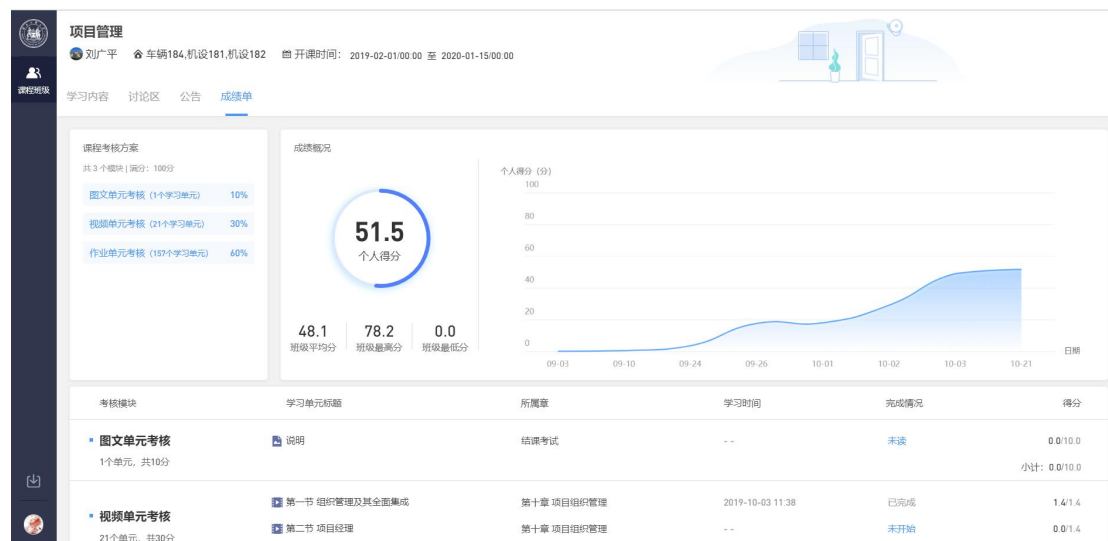 项目管理
刘广平 车辆184,机设181,机设182 开课时间： 2019-02-01/00:00 至 2020-01-15/00:00
课程班级
学习内容 讨论区 公告 成绩单
课程考核方案
共 3 个模块 | 满分：100分
图文单元考核 (1个学习单元) 10%
视频单元考核 (21个学习单元) 30%
作业单元考核 (157个学习单元) 60%
成绩概况
51.5
个人得分
48.1 78.2 0.0
班级平均分 班级最高分 班级最低分
个人得分 (分)
100
80
60
40
20
0
日期
09-03 09-10 09-24 09-26 10-01 10-02 10-03 10-21
考核模块 学习单元标题 所属章 学习时间 完成情况 得分
图文单元考核 说明 结课考试 - - 未读 0.0/10.0
1个单元，共10分 小计：0.0/10.0
第一节 组织管理及其全面集成 第十章 项目组织管理 2019-10-03 11:38 已完成 1.4/1.4
视频单元考核
第二节 项目经理 第十章 项目组织管理 - - 未开始 0.0/1.4
21个单元，共30分